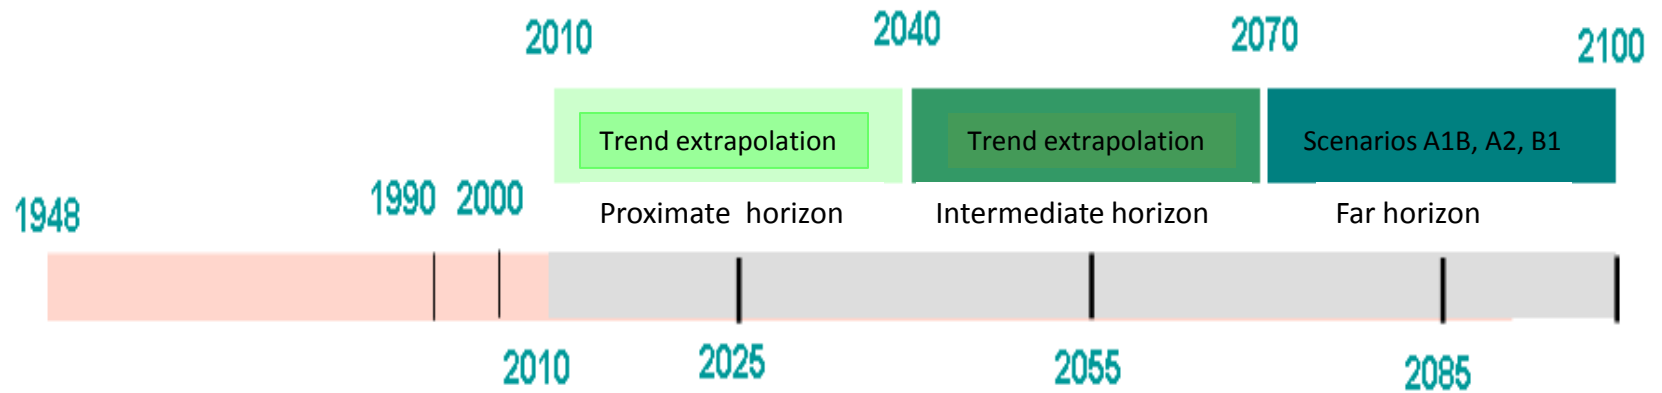 2010 2040 2070 2100
Trend extrapolation Trend extrapolation Scenarios A1B, A2, B1
1948 1990 2000 Proximate horizon Intermediate horizon Far horizon
2010 2025 2055 2085